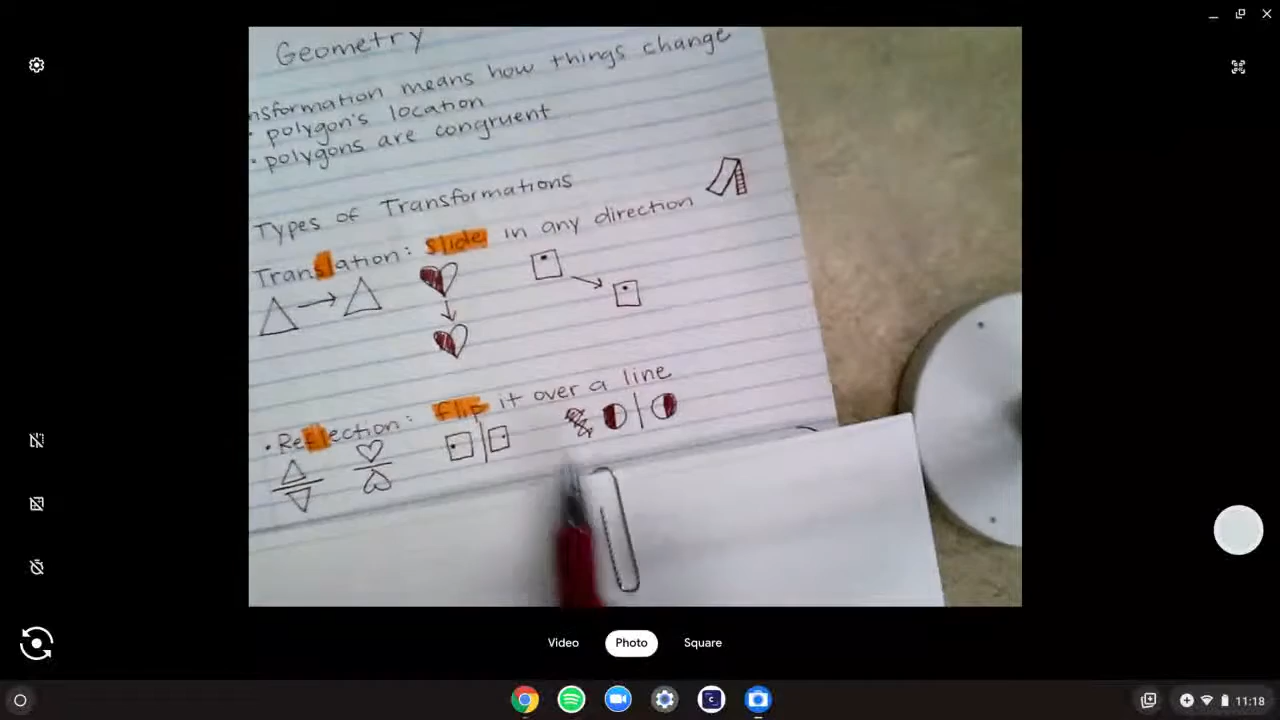 Geometry
nsformation means how things change
• polygon's location
• polygons are congruent
Types of Transformations
Translation: slide in any direction
• Reflection: flip it over a line
Video Photo Square
11:18